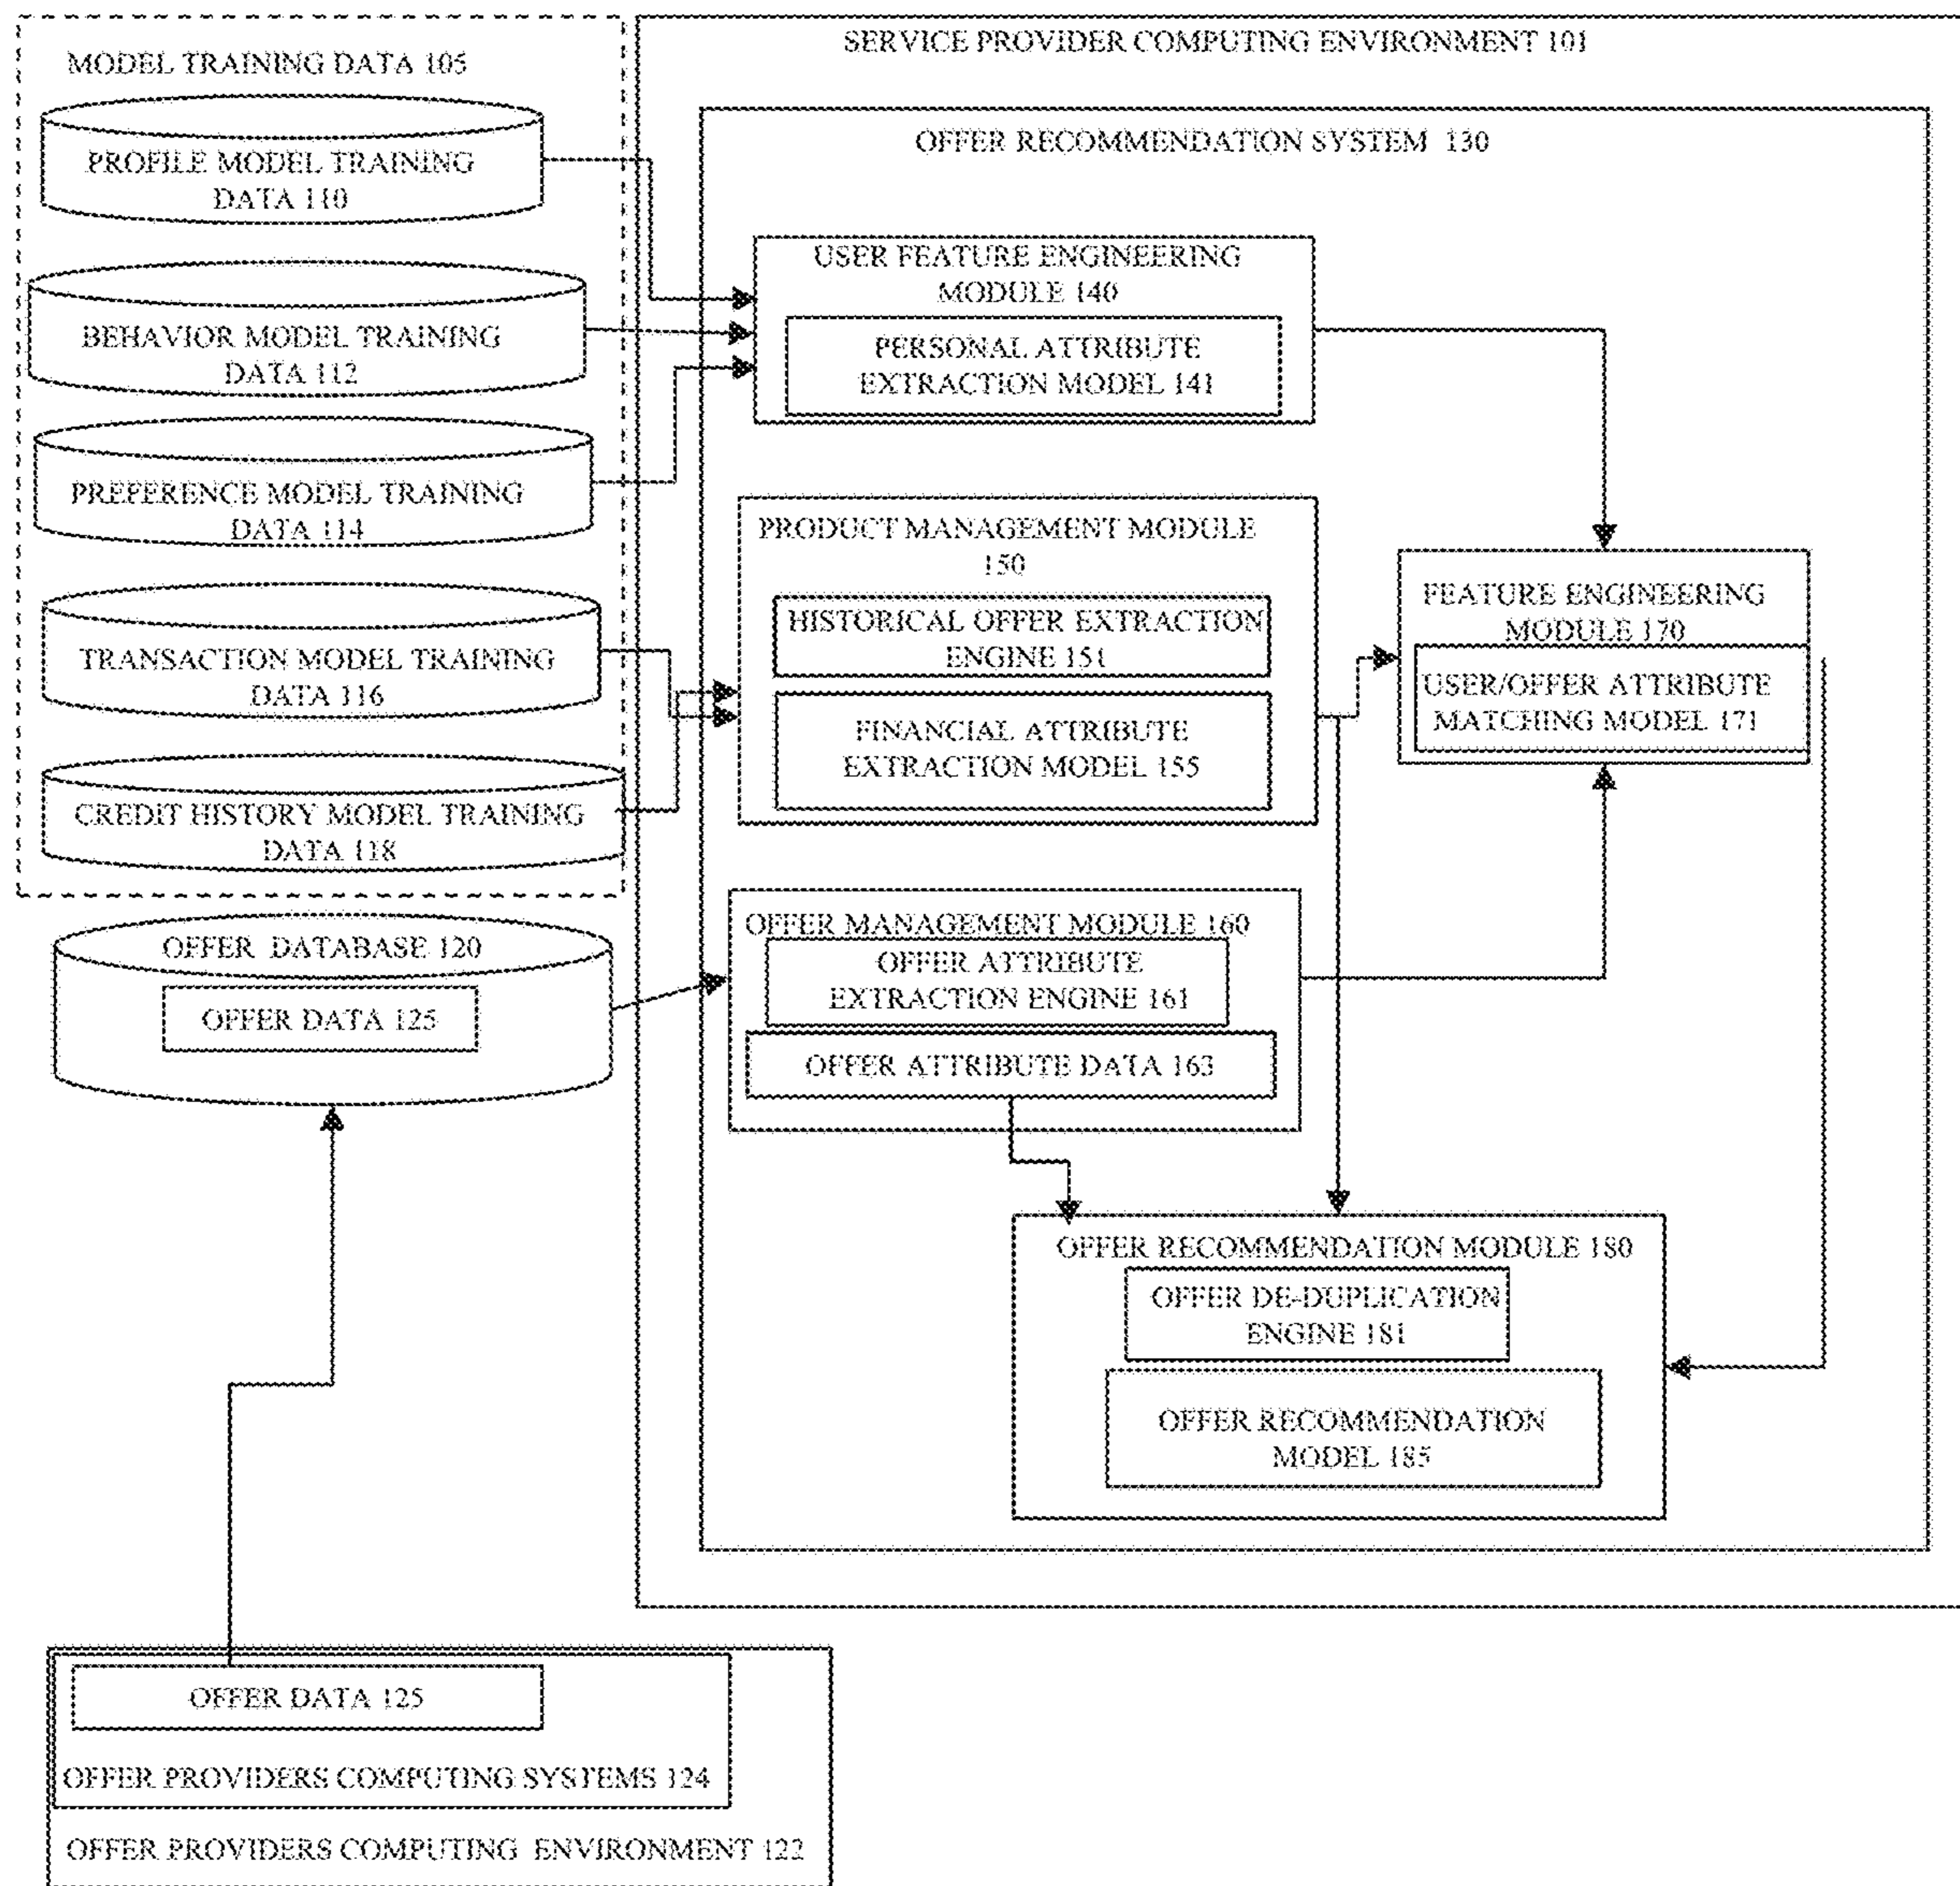 SERVICE PROVIDER COMPUTING ENVIRONMENT 101
MODEL TRAINING DATA 105
PROFILE MODEL TRAINING
DATA 110
BEHAVIOR MODEL TRAINING
DATA 112
PREFERENCE MODEL TRAINING
DATA 114
TRANSACTION MODEL TRAINING
DATA 116
CREDIT HISTORY MODEL TRAINING
DATA 118
OFFER DATABASE 120
OFFER DATA 125
OFFER RECOMMENDATION SYSTEM 130
USER FEATURE ENGINEERING
MODULE 140
PERSONAL ATTRIBUTE
EXTRACTION MODEL 141
PRODUCT MANAGEMENT MODULE
150
HISTORICAL OFFER EXTRACTION
ENGINE 151
FINANCIAL ATTRIBUTE
EXTRACTION MODEL 155
OFFER MANAGEMENT MODULE 160
OFFER ATTRIBUTE
EXTRACTION ENGINE 161
OFFER ATTRIBUTE DATA 163
FEATURE ENGINEERING
MODULE 170
USER/OFFER ATTRIBUTE
MATCHING MODEL 171
OFFER RECOMMENDATION MODULE 180
OFFER DE-DUPLICATION
ENGINE 181
OFFER RECOMMENDATION
MODEL 185
OFFER DATA 125
OFFER PROVIDERS COMPUTING SYSTEMS 124
OFFER PROVIDERS COMPUTING ENVIRONMENT 122